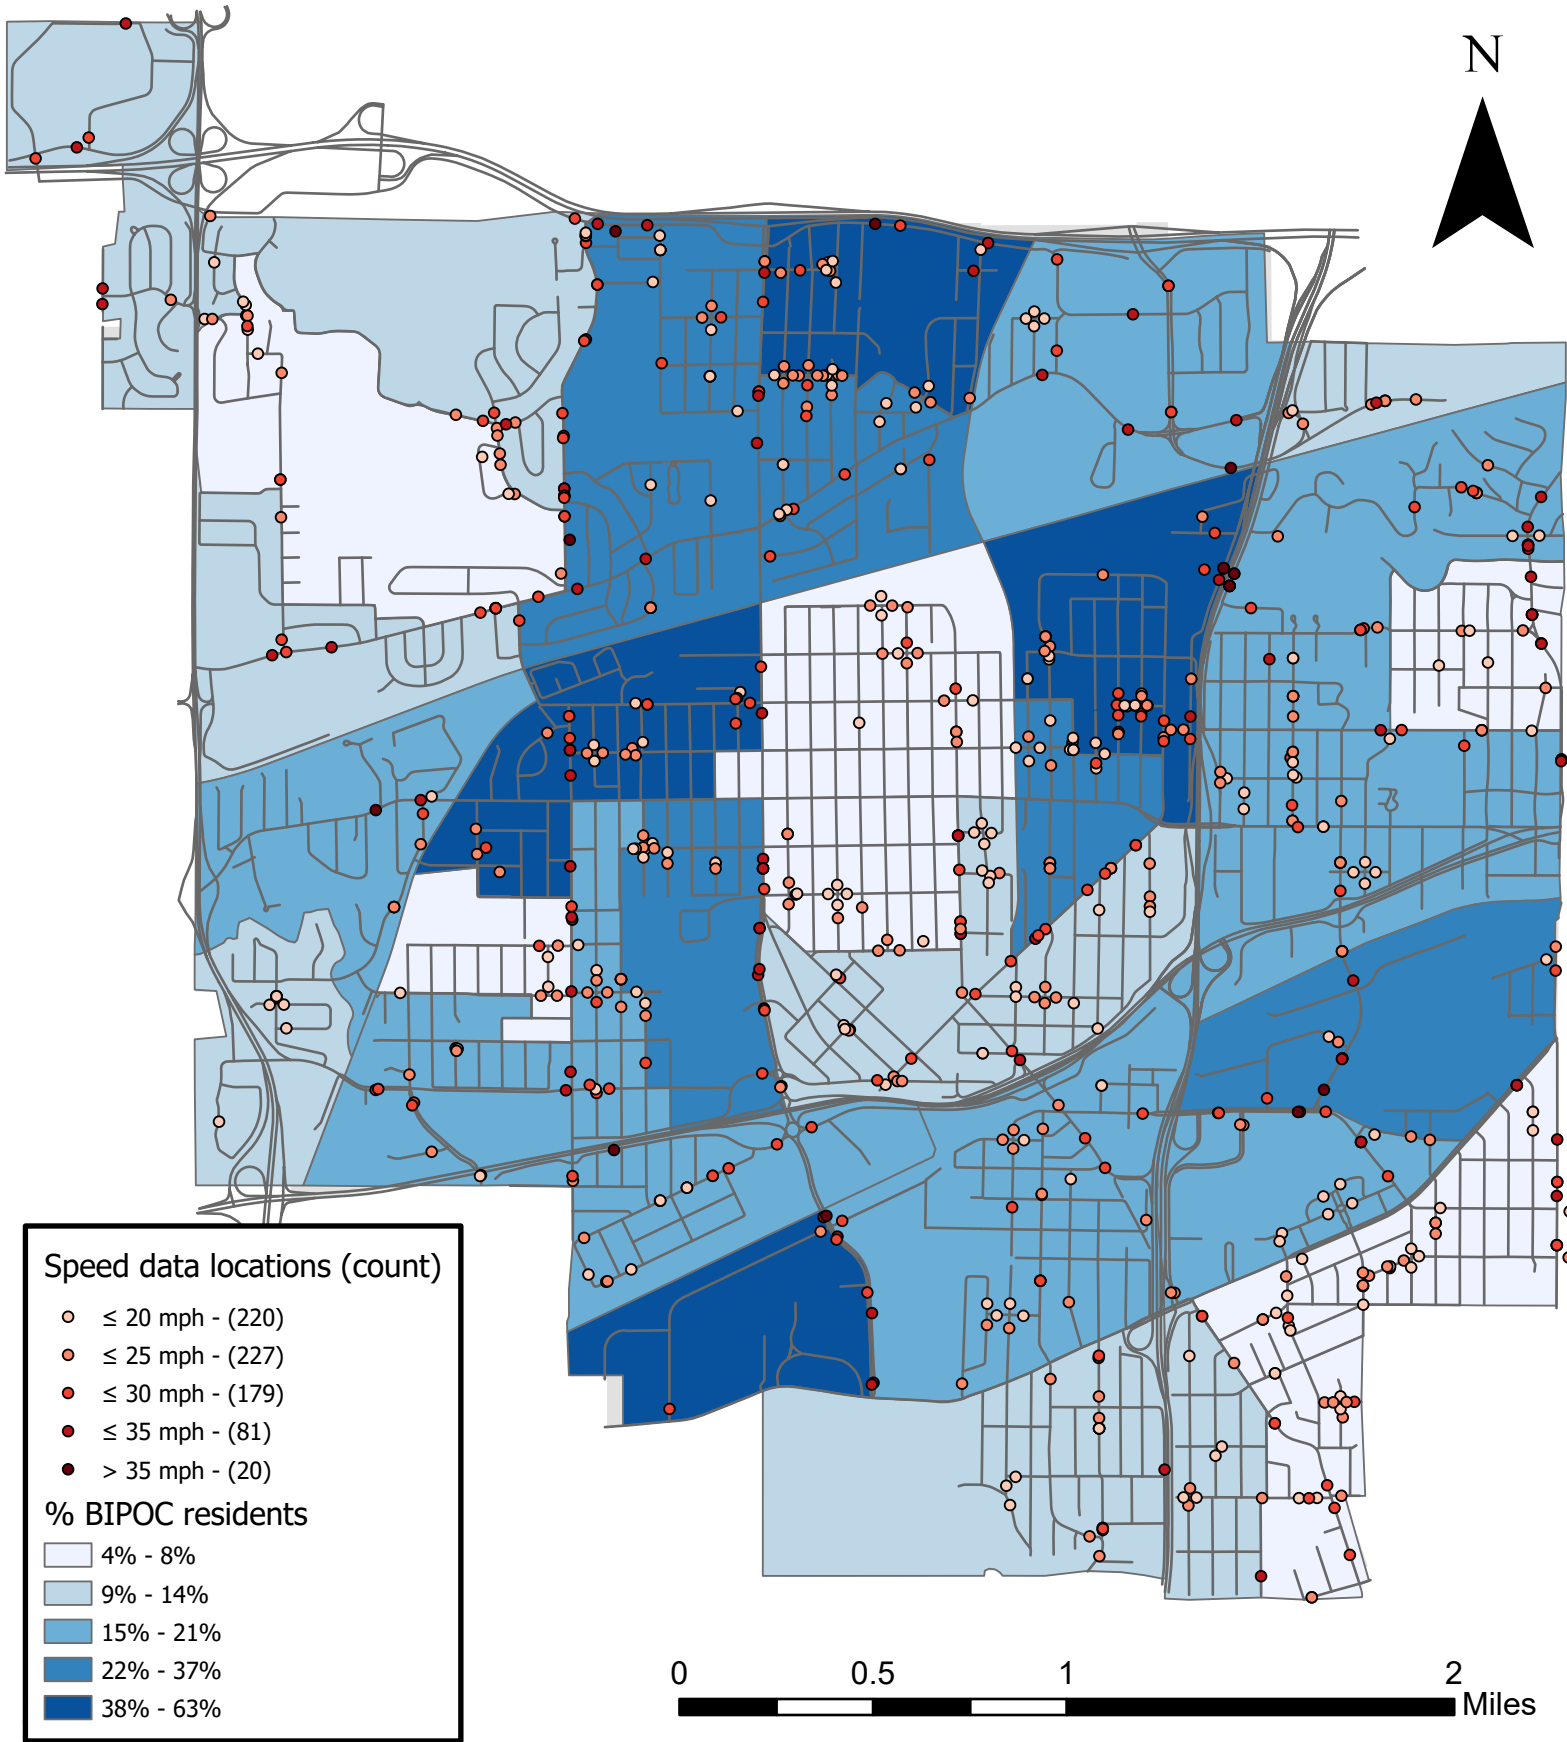 N
Speed data locations (count)
≤ 20 mph - (220)
≤ 25 mph - (227)
≤ 30 mph - (179)
≤ 35 mph - (81)
> 35 mph - (20)
% BIPOC residents
4% - 8%
9% - 14%
15% - 21%
22% - 37%
38% - 63%
0 0.5 1 2
Miles